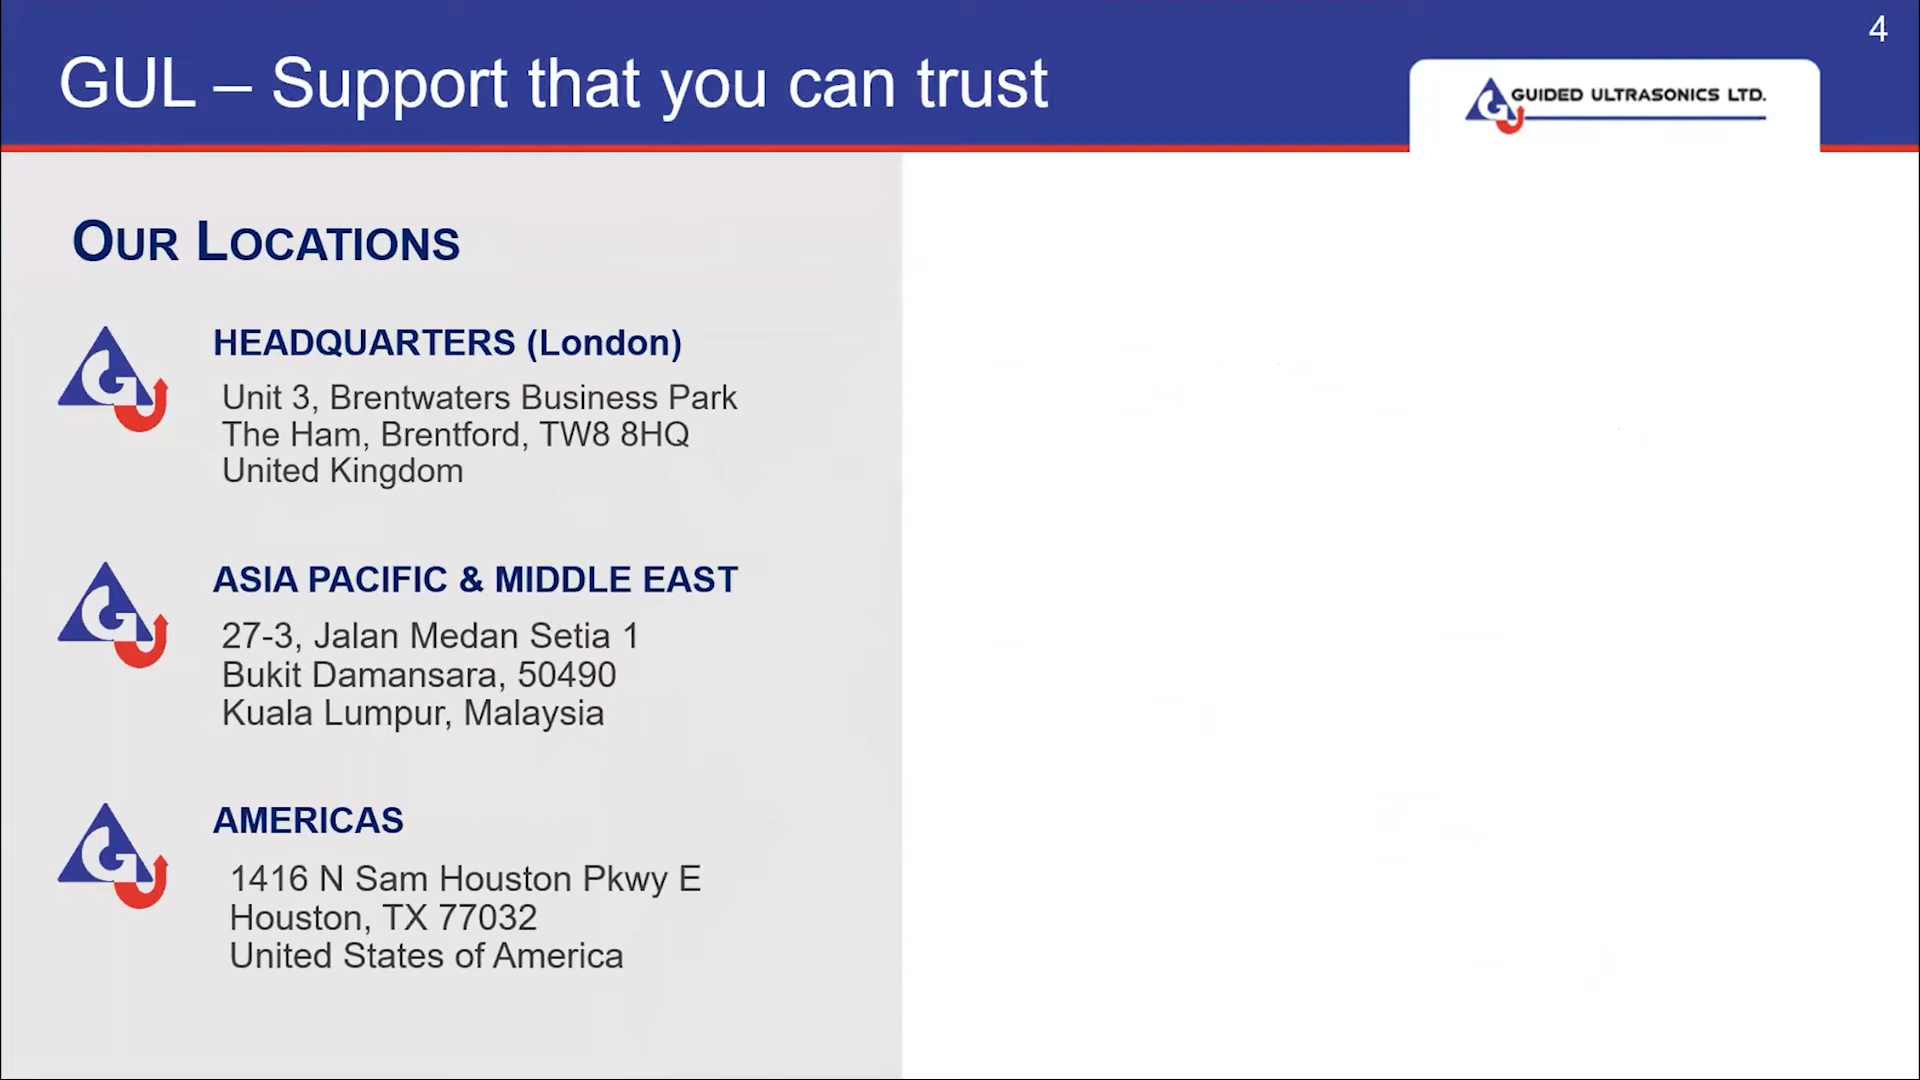 4
GUL – Support that you can trust
GUIDED ULTRASONICS LTD.
OUR LOCATIONS
HEADQUARTERS (London)
Unit 3, Brentwaters Business Park
The Ham, Brentford, TW8 8HQ
United Kingdom
ASIA PACIFIC & MIDDLE EAST
27-3, Jalan Medan Setia 1
Bukit Damansara, 50490
Kuala Lumpur, Malaysia
AMERICAS
1416 N Sam Houston Pkwy E
Houston, TX 77032
United States of America